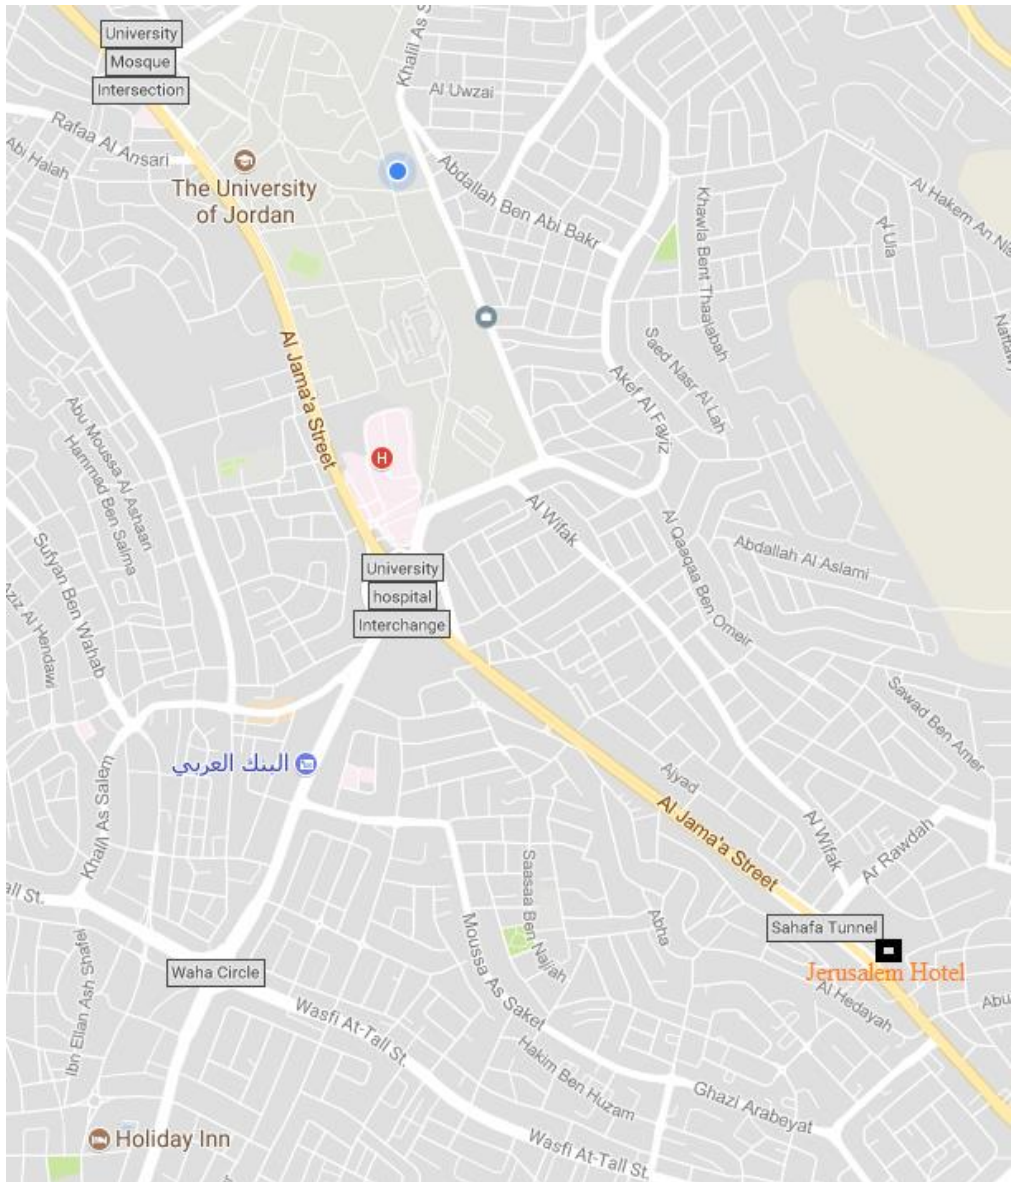 University
Mosque
Intersection
Khalil As S
Al Uwzai
Rafaa Al Ansari
Abi Halah
The University
of Jordan
Abdallah Ben Abi Bakr
Khawla Bent Thaalabah
Al Hakem An Nis
Al Ula
Al Jama'a Street
Saed Nasr Al Lah
Akef Al Fayiz
Abu Moussa Al Ashaari
Hammad Ben Salma
H
Al Wifak
Al Qaaqaa Ben Omeir
Abdallah Al Aslami
Sufyan Ben Wahab
Aziz Al Hendawi
University
hospital
Interchange
Sawad Ben Amer
البنك العربي
Ajyad
Al Jama'a Street
Al Wifak
Ar Rawdah
Khalil As Salem
all St.
Saasaa Ben Najiah
Abha
Moussa As Saket
Sahafa Tunnel
Jerusalem Hotel
Waha Circle
Al Hedayah
Abu
Ibn Ellan Ash Shafei
Wasfi At-Tall St.
Hakim Ben Huzam
Ghazi Arabeyat
Holiday Inn
Wasfi At-Tall St.